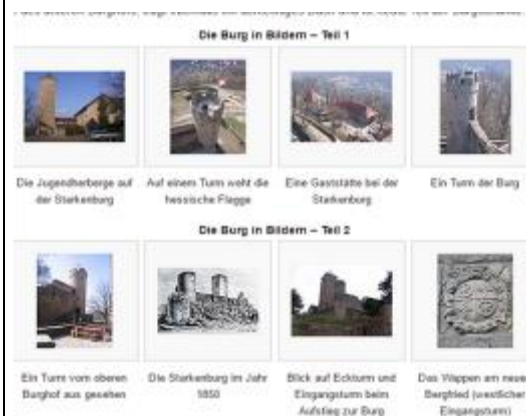 Die Burg in Bildern – Teil 1
Die Jugendherberge auf
der Starkenburg
Auf einem Turm weht die
hessische Flagge
Eine Gaststätte bei der
Starkenburg
Ein Turm der Burg
Die Burg in Bildern – Teil 2
Ein Turm vom oberen
Burghof aus gesehen
Die Starkenburg im Jahr
1850
Blick auf Eckturm und
Eingangsturm beim
Aufstieg zur Burg
Das Wappen am neuen
Bergfried (westlicher
Eingangsturm)